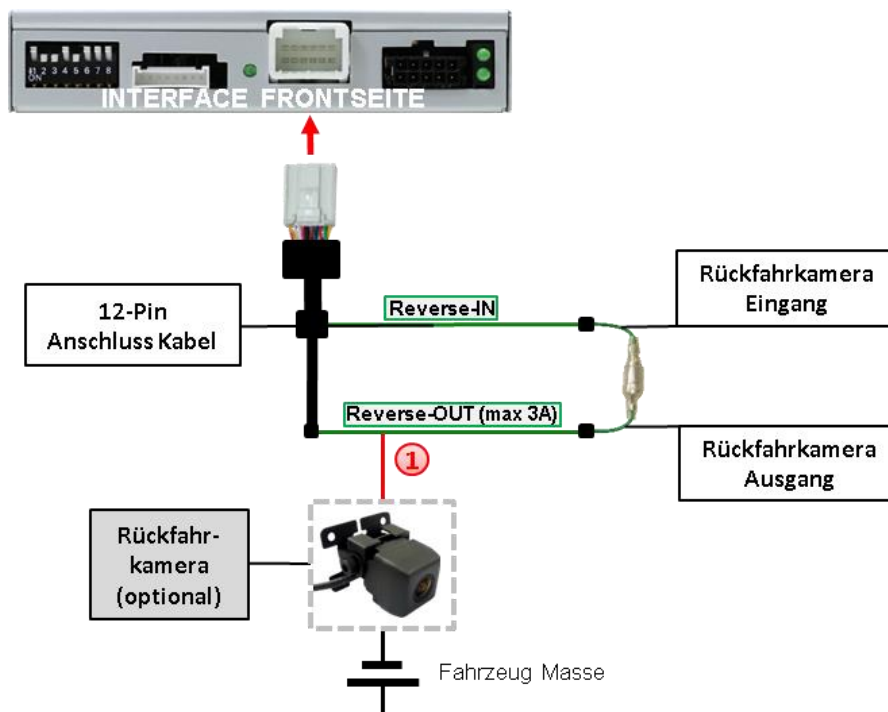 1 2 3 4 5 6 7 8
ON
INTERFACE FRONTSEITE
12-Pin
Anschluss Kabel
Reverse-IN
Rückfahrkamera
Eingang
Reverse-OUT (max 3A)
1
Rückfahrkamera
Ausgang
Rückfahr-
kamera
(optional)
Fahrzeug Masse